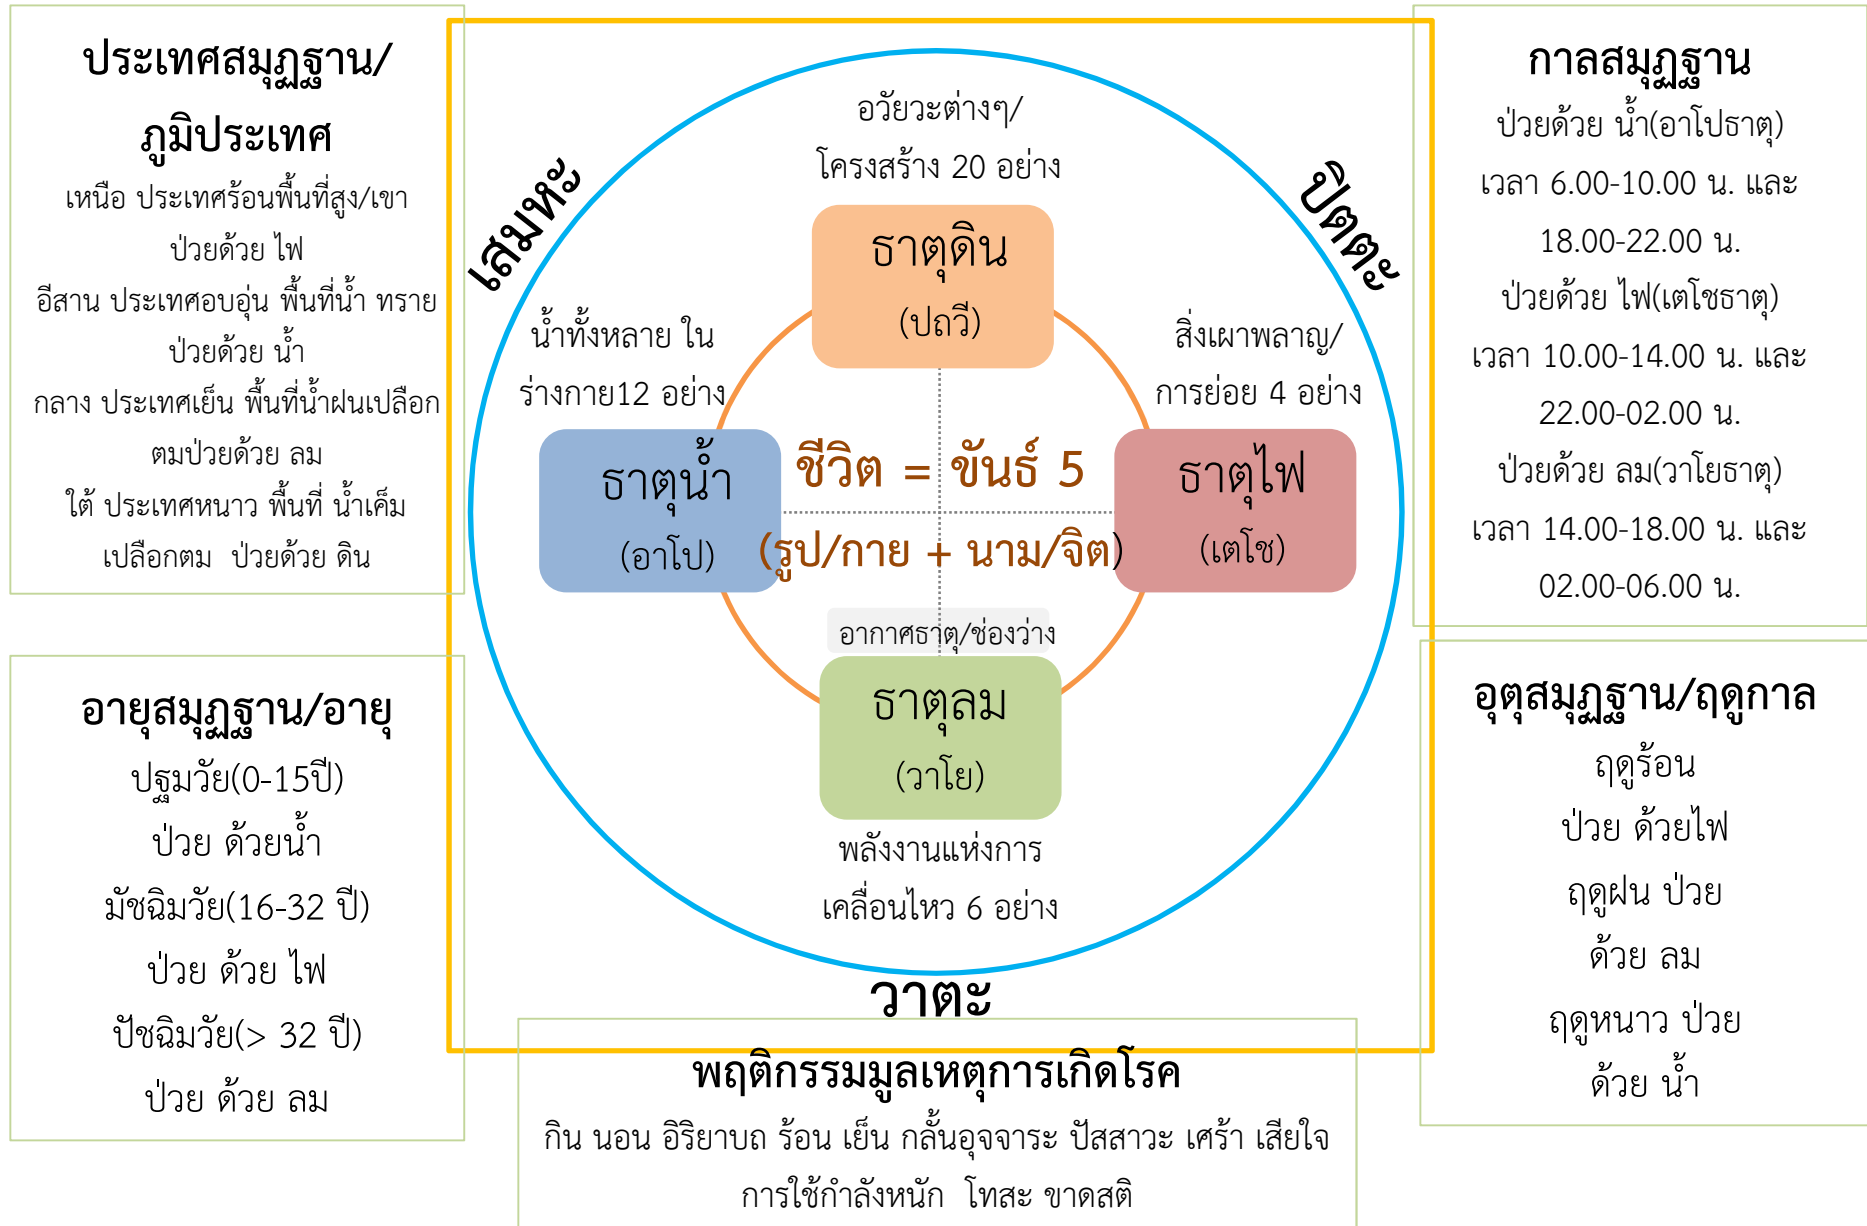 ประเทศสมุฏฐาน/
ภูมิประเทศ
เหนือ ประเทศร้อนพื้นที่สูง/เขา
ป่วยด้วย ไฟ
อีสาน ประเทศอบอุ่น พื้นที่น้ำ ทราย
ป่วยด้วย น้ำ
กลาง ประเทศเย็น พื้นที่น้ำฝนเปลือก
ตมป่วยด้วย ลม
ใต้ ประเทศหนาว พื้นที่ น้ำเค็ม
เปลือกตม ป่วยด้วย ดิน
อายุสมุฏฐาน/อายุ
ปฐมวัย(0-15ปี)
ป่วย ด้วยน้ำ
มัชฉิมวัย(16-32 ปี)
ป่วย ด้วย ไฟ
ปัชฉิมวัย(> 32 ปี)
ป่วย ด้วย ลม
เสมหะ
ปิตตะ
วาตะ
อวัยวะต่างๆ/
โครงสร้าง 20 อย่าง
ธาตุดิน
(ปถวี)
น้ำทั้งหลาย ใน
ร่างกาย12 อย่าง
ธาตุน้ำ
(อาโป)
สิ่งเผาพลาญ/
การย่อย 4 อย่าง
ธาตุไฟ
(เตโช)
ชีวิต = ขันธ์ 5
(รูป/กาย + นาม/จิต)
อากาศธาตุ/ช่องว่าง
ธาตุลม
(วาโย)
พลังงานแห่งการ
เคลื่อนไหว 6 อย่าง
กาลสมุฏฐาน
ป่วยด้วย น้ำ(อาโปธาตุ)
เวลา 6.00-10.00 น. และ
18.00-22.00 น.
ป่วยด้วย ไฟ(เตโชธาตุ)
เวลา 10.00-14.00 น. และ
22.00-02.00 น.
ป่วยด้วย ลม(วาโยธาตุ)
เวลา 14.00-18.00 น. และ
02.00-06.00 น.
อุตุสมุฏฐาน/ฤดูกาล
ฤดูร้อน
ป่วย ด้วยไฟ
ฤดูฝน ป่วย
ด้วย ลม
ฤดูหนาว ป่วย
ด้วย น้ำ
พฤติกรรมมูลเหตุการเกิดโรค
กิน นอน อิริยาบถ ร้อน เย็น กลั้นอุจจาระ ปัสสาวะ เศร้า เสียใจ
การใช้กำลังหนัก โทสะ ขาดสติ